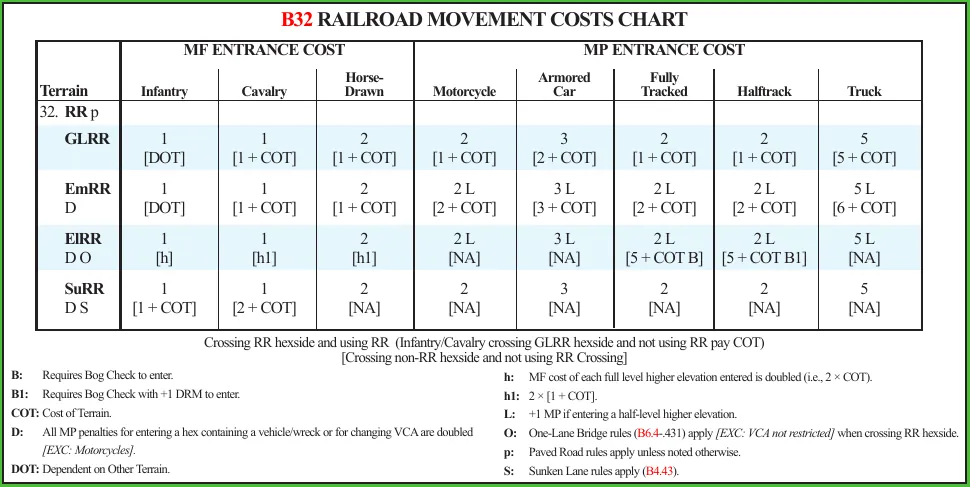 B32 RAILROAD MOVEMENT COSTS CHART
MF ENTRANCE COST MP ENTRANCE COST
Terrain Infantry Cavalry Horse-Drawn Motorcycle Armored Car Fully Tracked Halftrack Truck
32. RR p
GLRR 1 1 2 2 3 2 2 5
[DOT] [1 + COT] [1 + COT] [1 + COT] [2 + COT] [1 + COT] [1 + COT] [5 + COT]
EmRR 1 1 2 2 L 3 L 2 L 2 L 5 L
D [DOT] [1 + COT] [1 + COT] [2 + COT] [3 + COT] [2 + COT] [2 + COT] [6 + COT]
ElRR 1 1 2 2 L 3 L 2 L 2 L 5 L
D O [h] [h1] [h1] [NA] [NA] [5 + COT B] [5 + COT B1] [NA]
SuRR 1 1 2 2 3 2 2 5
D S [1 + COT] [2 + COT] [NA] [NA] [NA] [NA] [NA] [NA]
Crossing RR hexside and using RR (Infantry/Cavalry crossing GLRR hexside and not using RR pay COT)
[Crossing non-RR hexside and not using RR Crossing]
B: Requires Bog Check to enter.
B1: Requires Bog Check with +1 DRM to enter.
COT: Cost of Terrain.
D: All MP penalties for entering a hex containing a vehicle/wreck or for changing VCA are doubled
[EXC: Motorcycles].
DOT: Dependent on Other Terrain.
h: MF cost of each full level higher elevation entered is doubled (i.e., 2 × COT).
h1: 2 × [1 + COT].
L: +1 MP if entering a half-level higher elevation.
O: One-Lane Bridge rules (B6.4-.431) apply [EXC: VCA not restricted] when crossing RR hexside.
p: Paved Road rules apply unless noted otherwise.
S: Sunken Lane rules apply (B4.43).